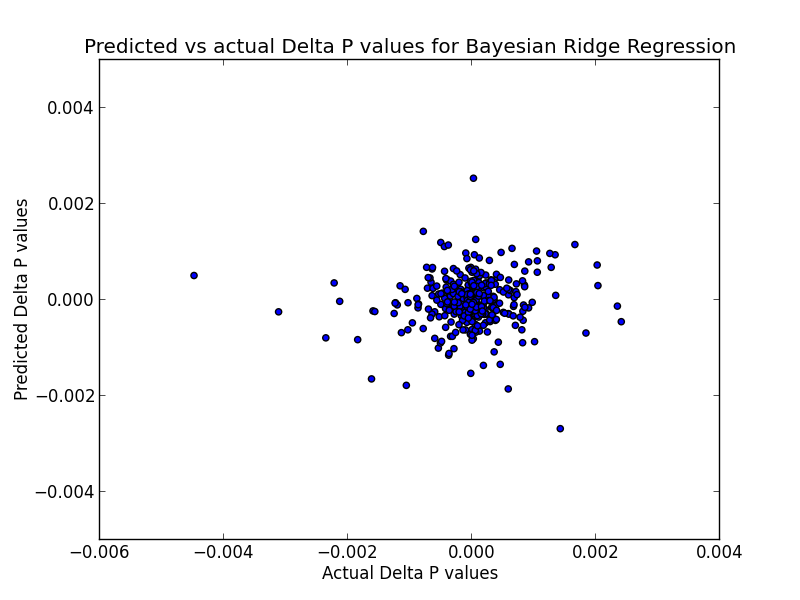 Predicted vs actual Delta P values for Bayesian Ridge Regression
0.004
0.002
0.000
−0.002
−0.004
Predicted Delta P values
−0.006 −0.004 −0.002 0.000 0.002 0.004
Actual Delta P values